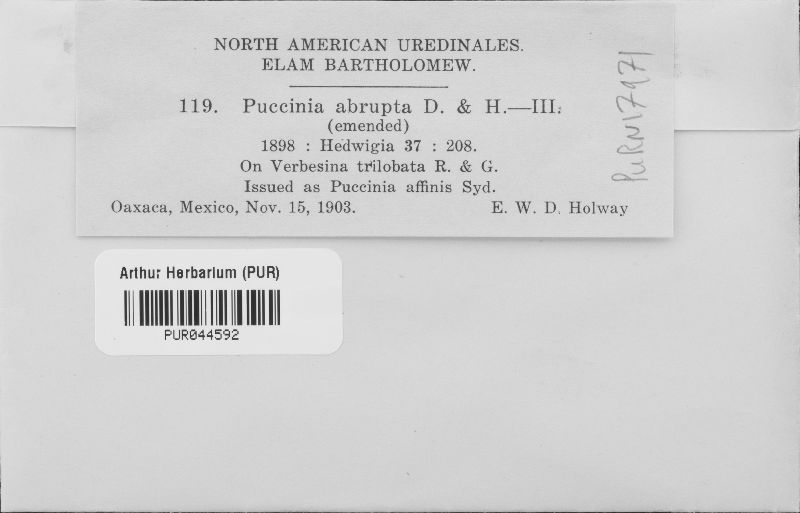 NORTH AMERICAN UREDINALES.
ELAM BARTHOLOMEW.
119. Puccinia abrupta D. & H.—III.
(emended)
1898 : Hedwigia 37 : 208.
On Verbesina trilobata R. & G.
Issued as Puccinia affinis Syd.
Oaxaca, Mexico, Nov. 15, 1903. E. W. D. Holway
PURN17971
Arthur Herbarium (PUR)
PUR044592